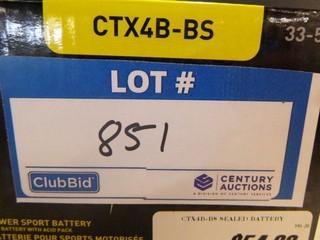 CTX4B-BS
33-5
LOT #
851
ClubBid
CENTURY
AUCTIONS
A DIVISION OF CENTURY SERVICES
WER SPORT BATTERY
BATTERY WITH ACID PACK
TERIE POUR SPORTS MOTORISÉS
CTX4B-BS SEALED BATTERY